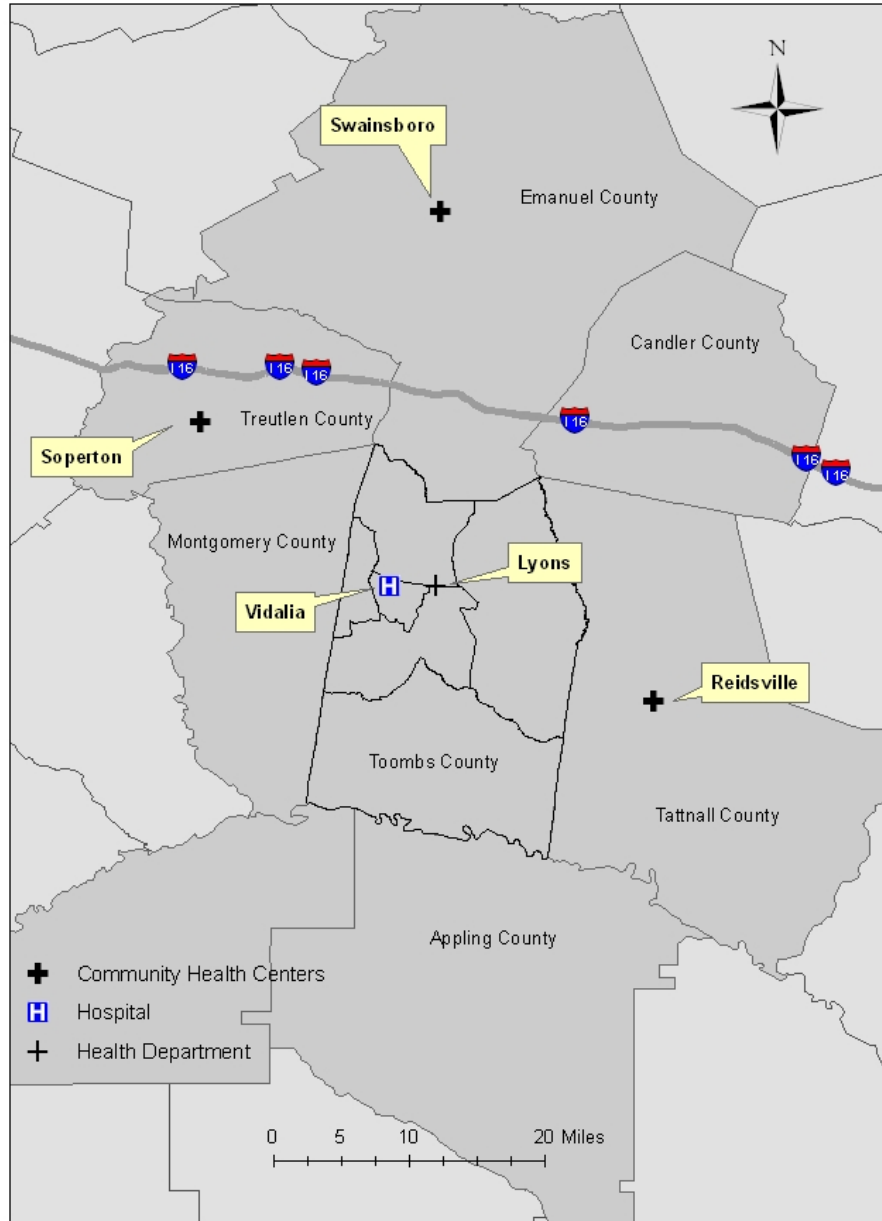 N
Swainsboro
Emanuel County
Candler County
I 16
I 16
I 16
I 16
I 16
I 16
Treutlen County
Soperton
Montgomery County
Lyons
H
Vidalia
Reidsville
Toombs County
Tattnall County
Appling County
Community Health Centers
H Hospital
Health Department
0 5 10 20 Miles